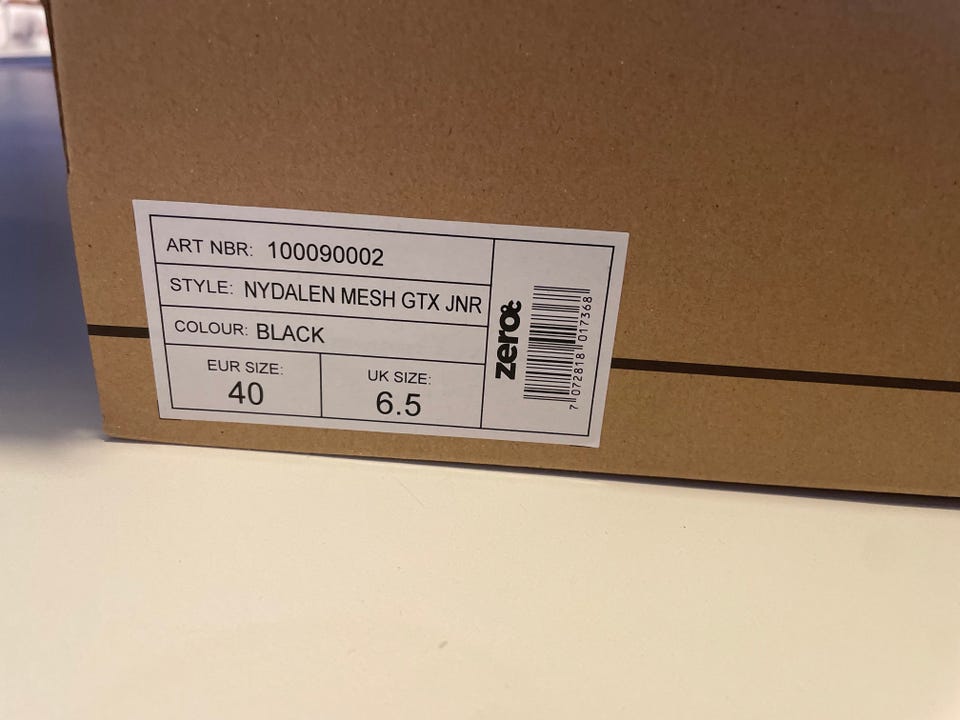 ART NBR: 100090002
STYLE: NYDALEN MESH GTX JNR
COLOUR: BLACK
EUR SIZE:
40
UK SIZE:
6.5
zero°c
7 072818 017368